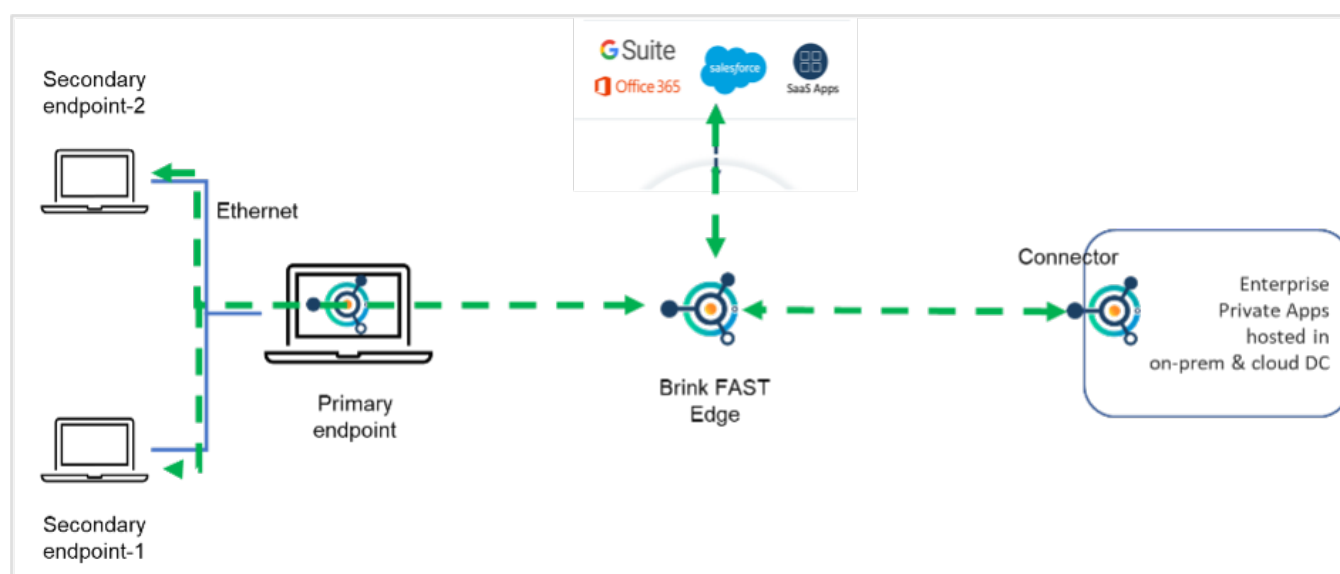 Secondary
endpoint-2
G Suite
Office 365
salesforce
SaaS Apps
Ethernet
Primary
endpoint
Brink FAST
Edge
Connector
Enterprise
Private Apps
hosted in
on-prem & cloud DC
Secondary
endpoint-1